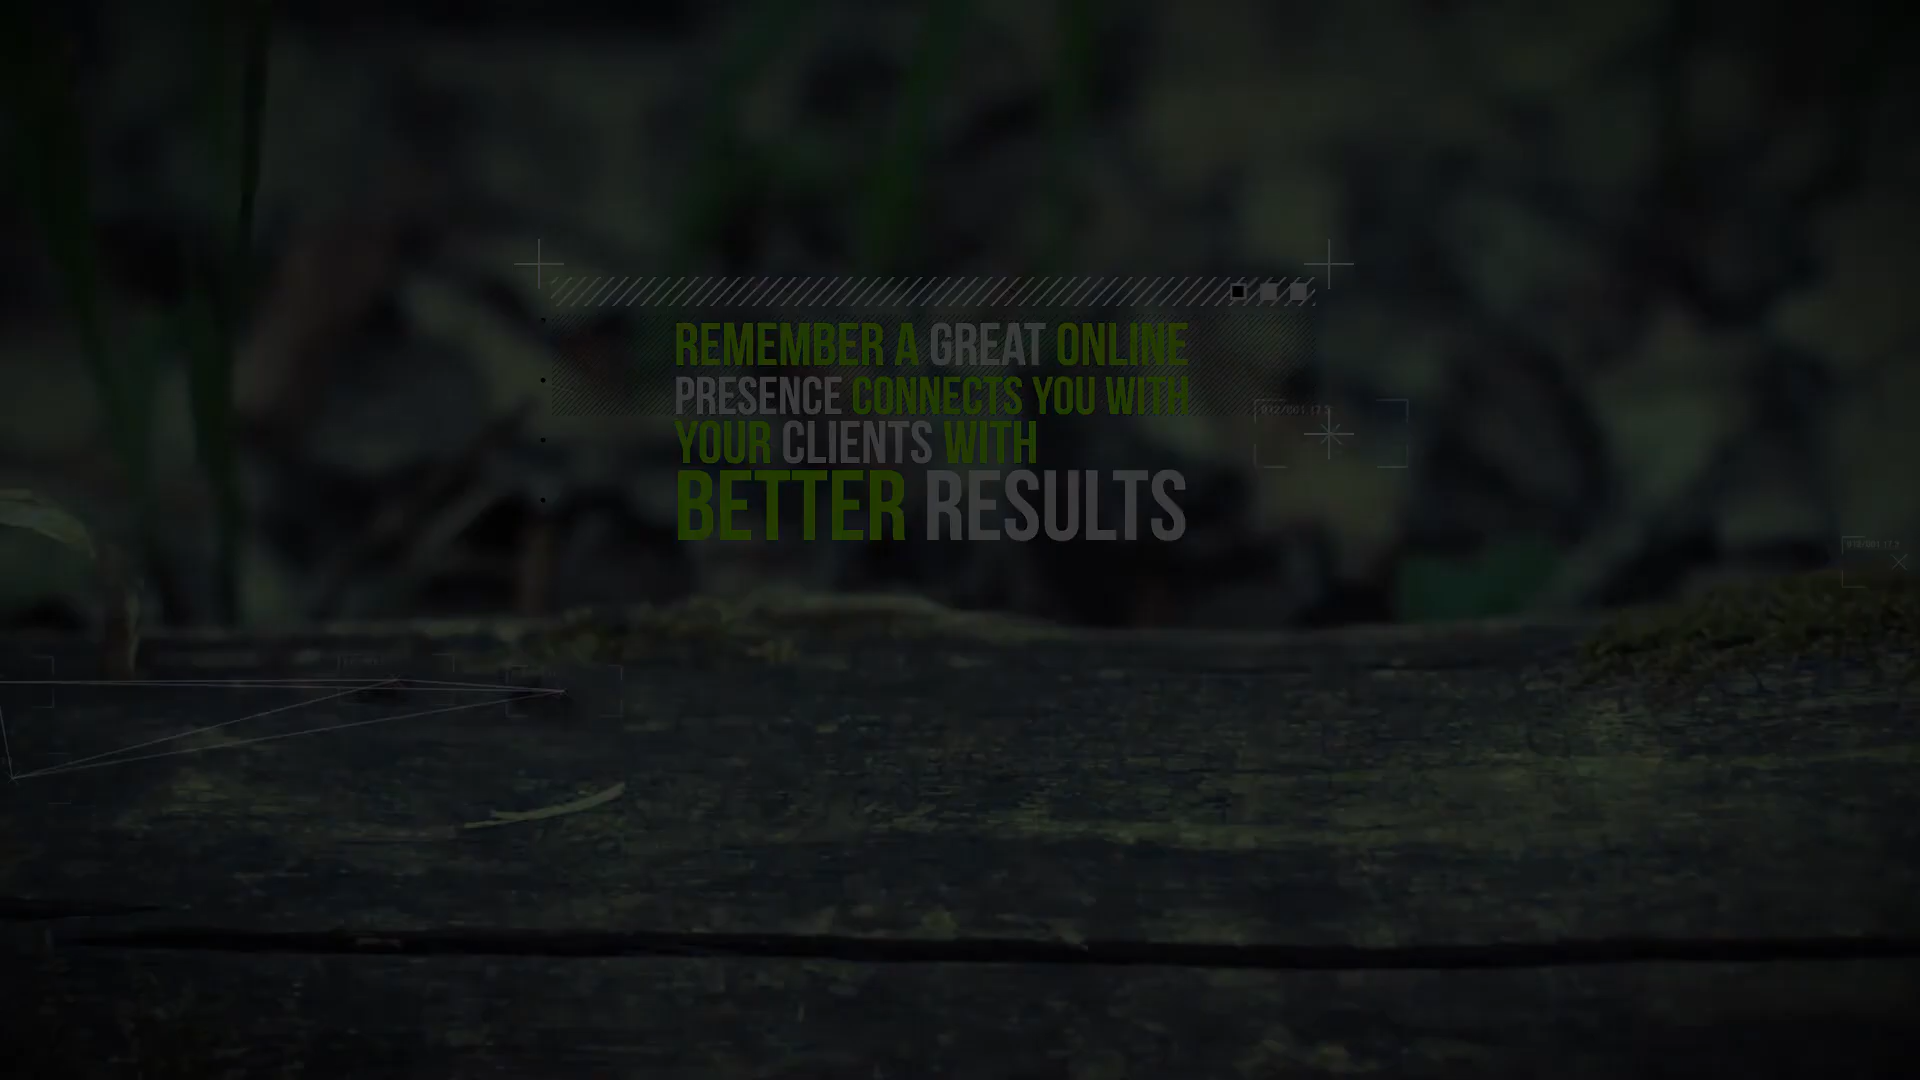 REMEMBER A GREAT ONLINE
PRESENCE CONNECTS YOU WITH
YOUR CLIENTS WITH
BETTER RESULTS